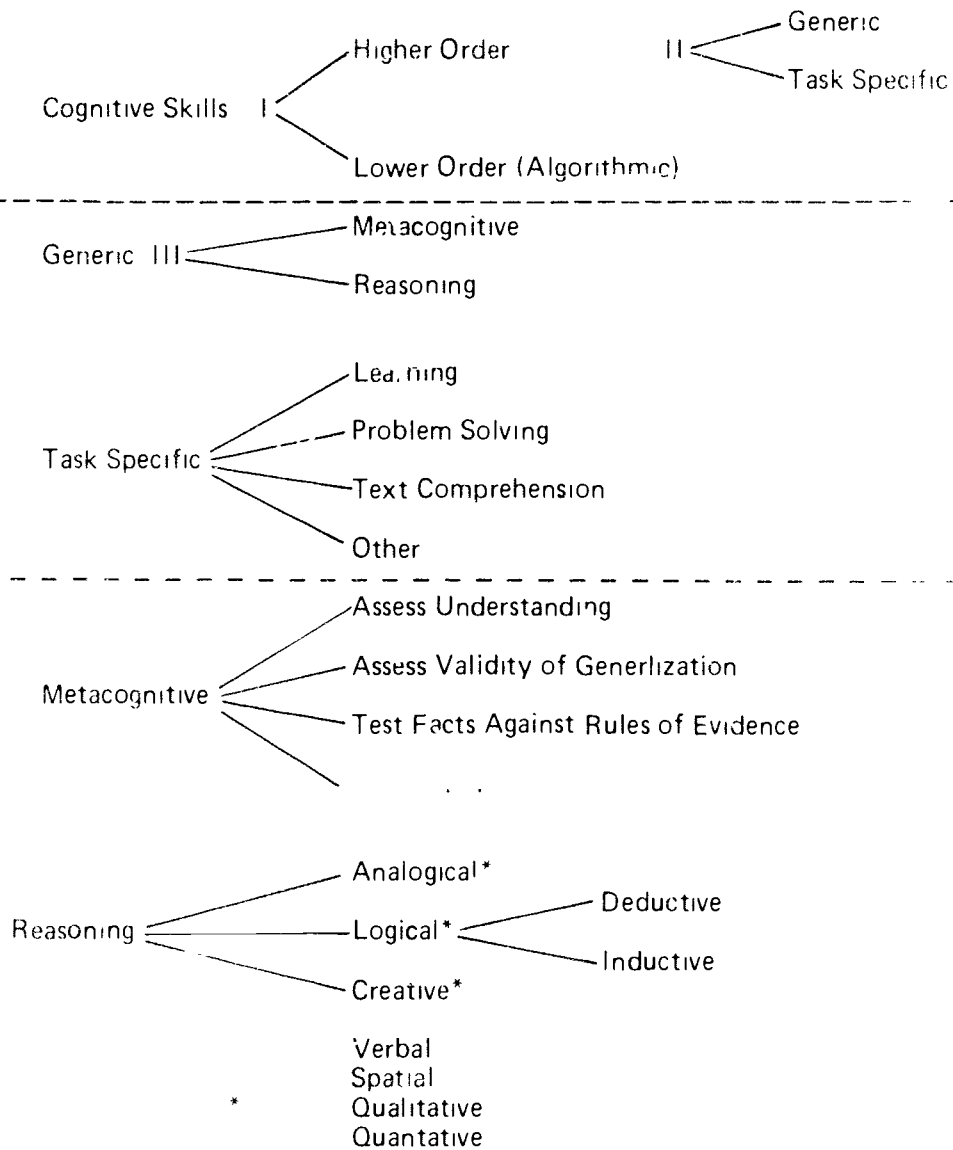 Generic
Higher Order II
Task Specific
Cognitive Skills I
Lower Order (Algorithmic)
Metacognitive
Generic III
Reasoning
Learning
Problem Solving
Task Specific
Text Comprehension
Other
Assess Understanding
Assess Validity of Generlization
Metacognitive
Test Facts Against Rules of Evidence
Analogical*
Deductive
Reasoning Logical*
Inductive
Creative*
Verbal
Spatial
* Qualitative
Quantative